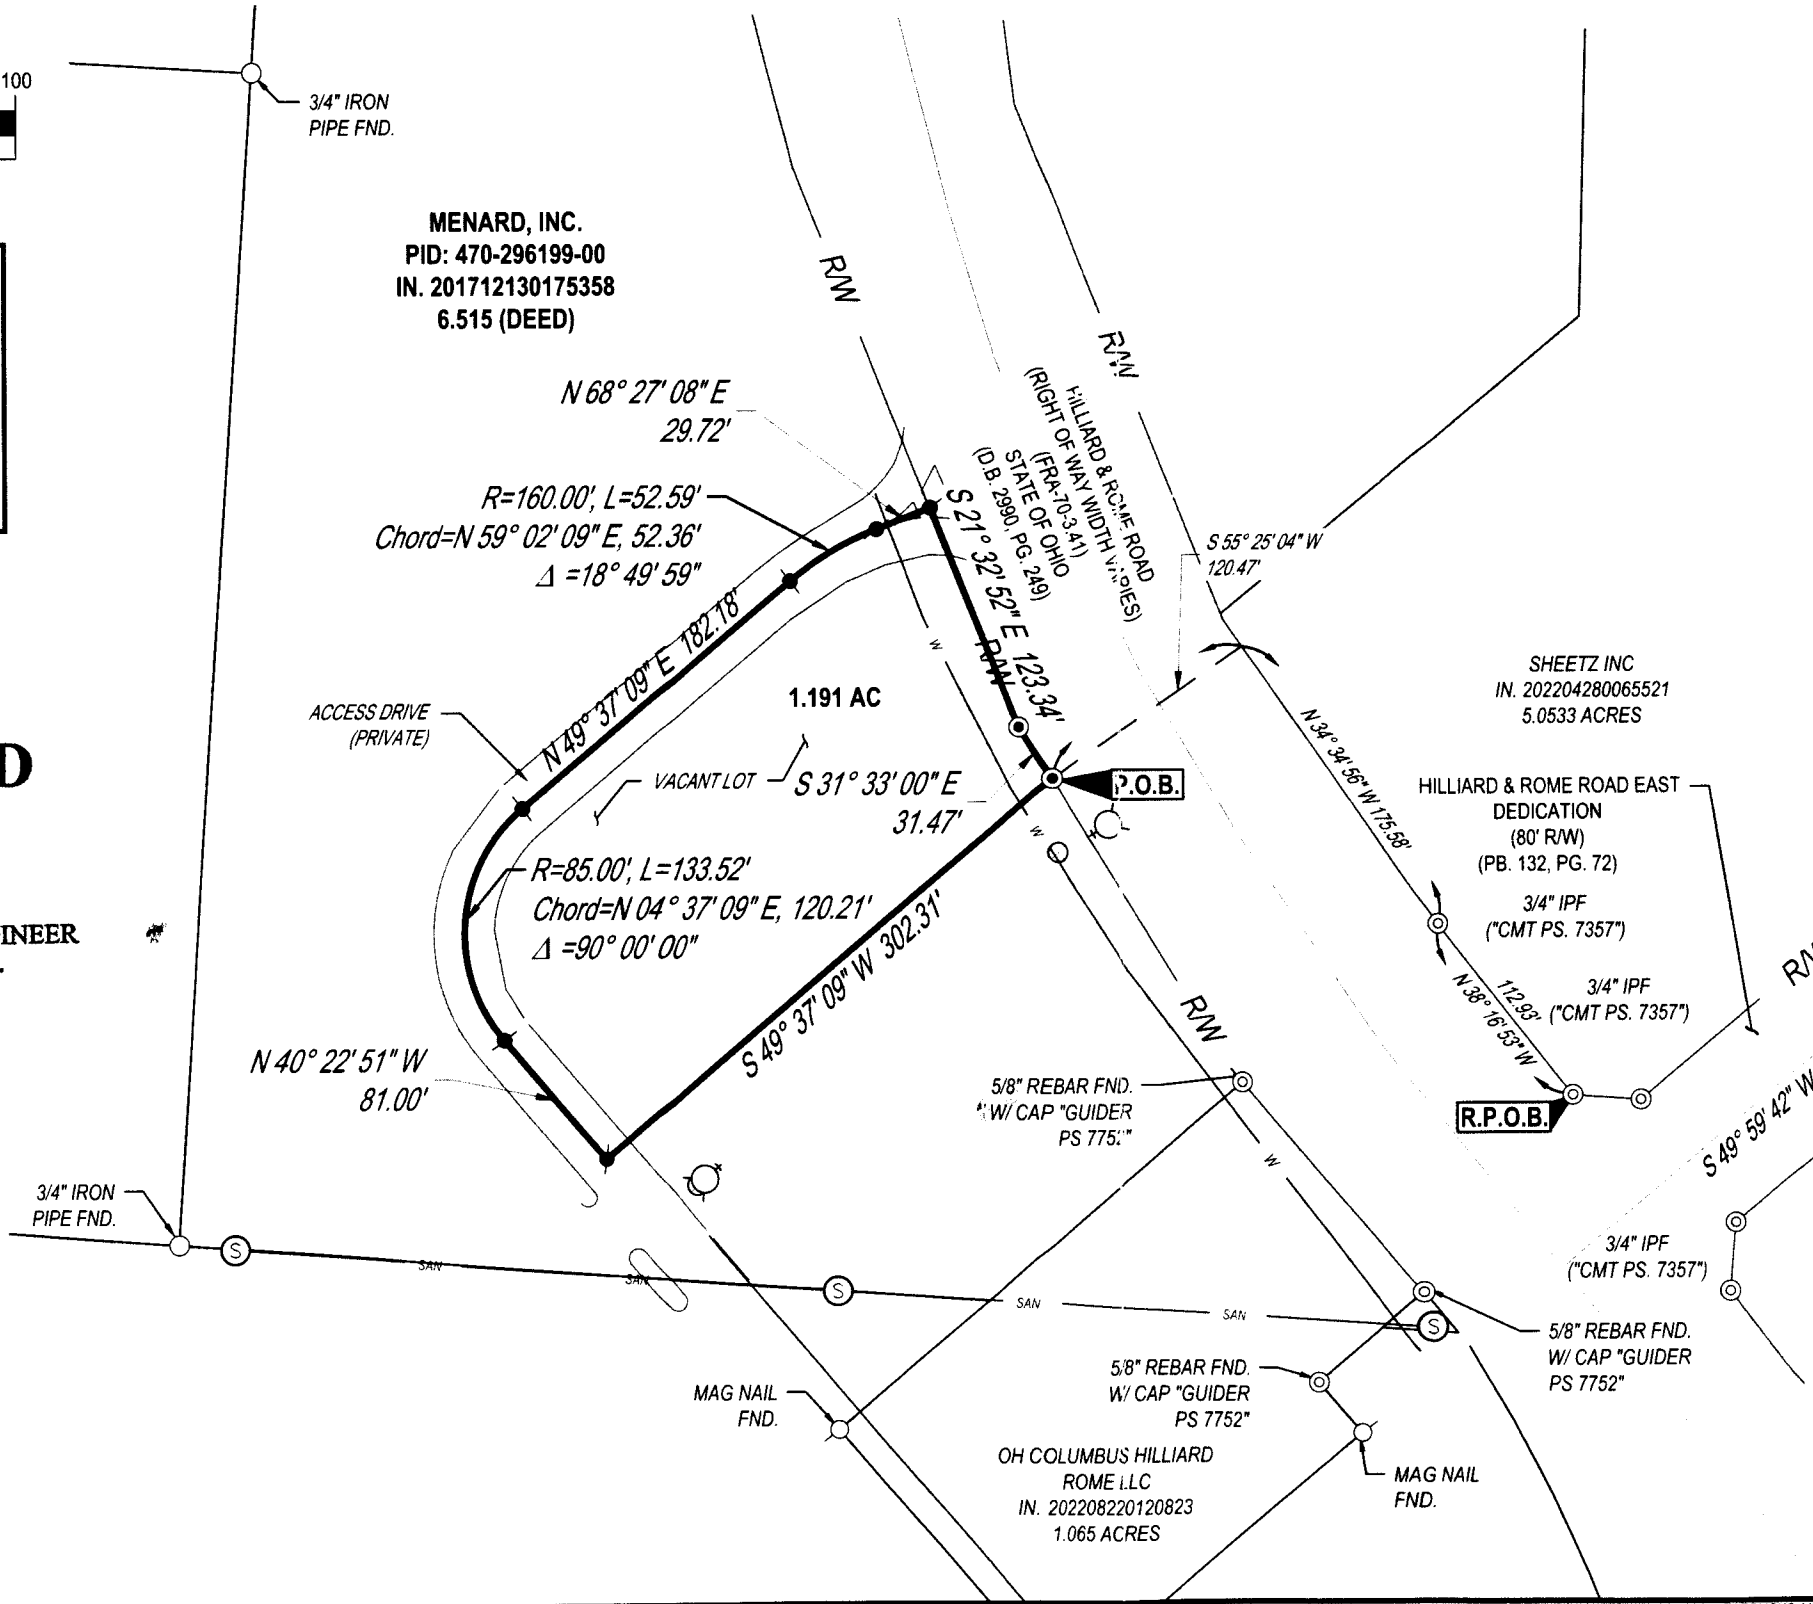 100
3/4" IRON
PIPE FND.
MENARD, INC.
PID: 470-296199-00
IN. 201712130175358
6.515 (DEED)
R/W
R/W
N 68° 27' 08" E
29.72'
R=160.00', L=52.59'
Chord=N 59° 02' 09" E, 52.36'
Δ =18° 49' 59"
HILLIARD & ROME ROAD
(RIGHT OF WAY WIDTH VARIES)
(FRA-70-3.41)
STATE OF OHIO
(D.B. 2990, PG. 249)
S 21° 32' 52" E 123.34'
R/W
S 55° 25' 04" W
120.47'
N 49° 37' 09" E 182.18'
W
1.191 AC
ACCESS DRIVE
(PRIVATE)
VACANT LOT
S 31° 33' 00" E
31.47'
P.O.B.
W
SHEETZ INC
IN. 202204280065521
5.0533 ACRES
N 34° 34' 56" W 175.58'
HILLIARD & ROME ROAD EAST
DEDICATION
(80' R/W)
(PB. 132, PG. 72)
3/4" IPF
("CMT PS. 7357")
D
INEER
R=85.00', L=133.52'
Chord=N 04° 37' 09" E, 120.21'
Δ =90° 00' 00"
S 49° 37' 09" W 302.31'
3/4" IPF
("CMT PS. 7357")
112.93'
N 38° 16' 53" W
R/W
N 40° 22' 51" W
81.00'
5/8" REBAR FND.
W/ CAP "GUIDER
PS 7752"
R.P.O.B.
S 49° 59' 42" W
W
3/4" IRON
PIPE FND.
S
SAN
SAN
S
SAN
SAN
S
3/4" IPF
("CMT PS. 7357")
5/8" REBAR FND.
W/ CAP "GUIDER
PS 7752"
5/8" REBAR FND.
W/ CAP "GUIDER
PS 7752"
MAG NAIL
FND.
OH COLUMBUS HILLIARD
ROME LLC
IN. 202208220120823
1.065 ACRES
MAG NAIL
FND.